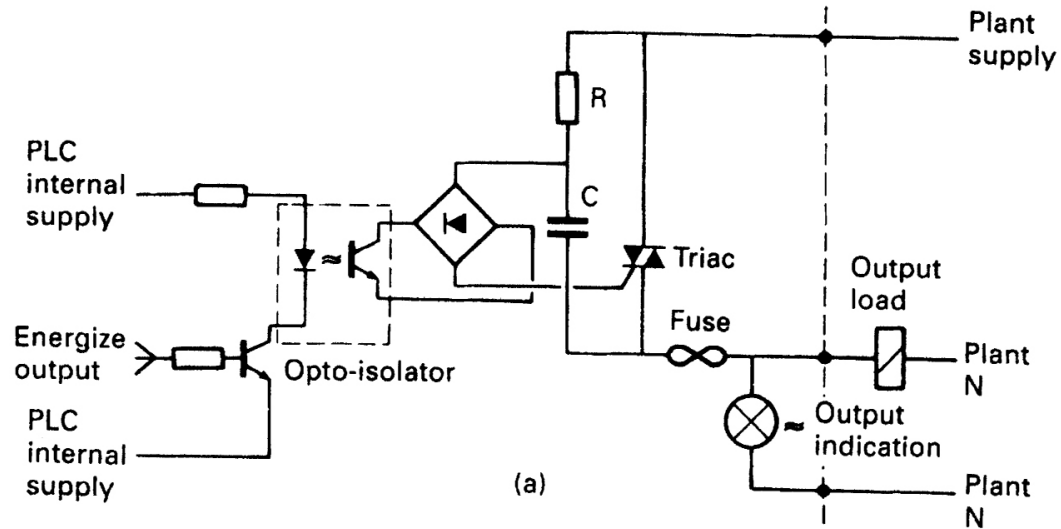 Plant
supply
R
PLC
internal
supply
C
Triac
Output
load
Fuse
Energize
output
Opto-isolator
Plant
N
PLC
internal
supply
Output
indication
(a)
Plant
N